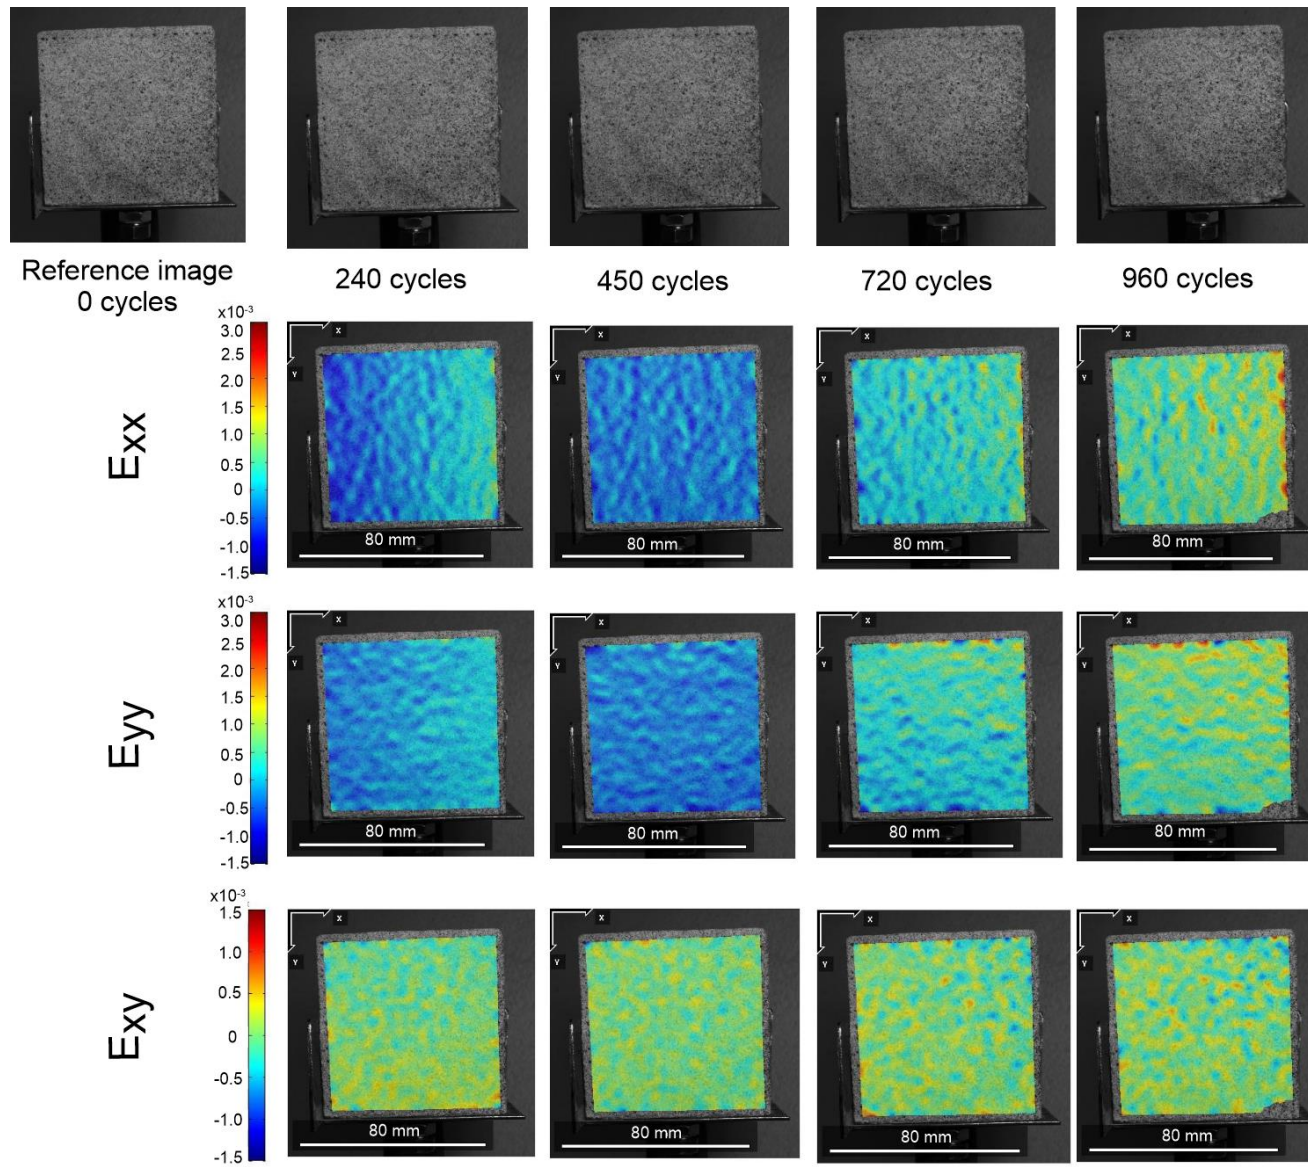 Reference image
0 cycles
240 cycles
450 cycles
720 cycles
960 cycles
Exx
x10-3
3.0
2.5
2.0
1.5
1.0
0.5
0
-0.5
-1.0
-1.5
X
Y
80 mm
X
Y
80 mm
X
Y
80 mm
X
Y
80 mm
Eyy
x10-3
3.0
2.5
2.0
1.5
1.0
0.5
0
-0.5
-1.0
-1.5
X
Y
80 mm
X
Y
80 mm
X
Y
80 mm
X
Y
80 mm
Exy
x10-3
1.5
1.0
0.5
0
-0.5
-1.0
-1.5
X
Y
80 mm
X
Y
80 mm
X
Y
80 mm
X
Y
80 mm